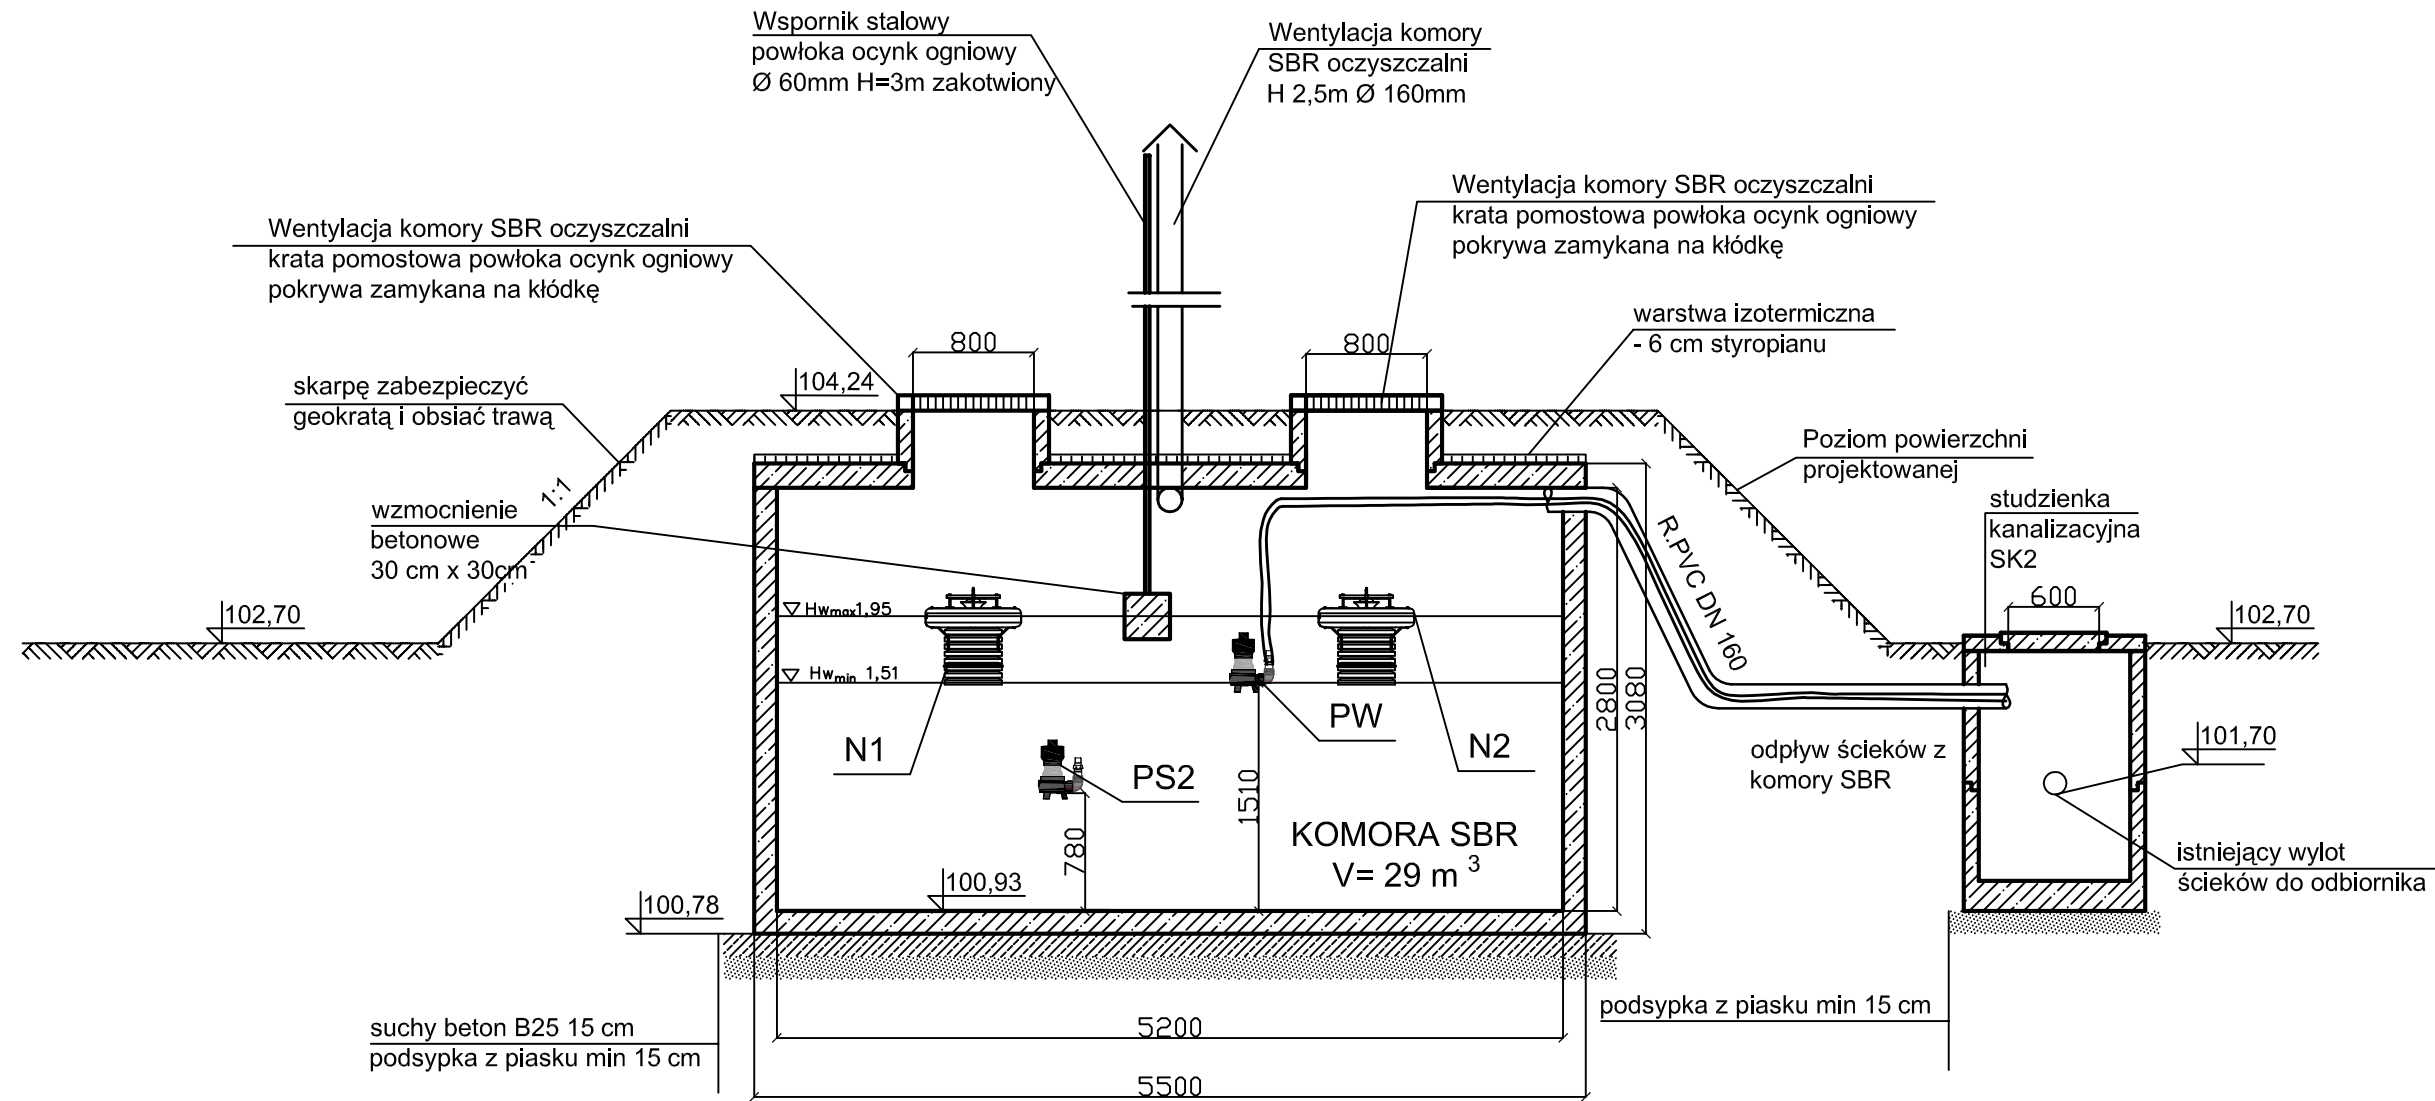 Wspornik stalowy
powłoka ocynk ogniowy
Ø 60mm H=3m zakotwiony
Wentylacja komory
SBR oczyszczalni
H 2,5m Ø 160mm
Wentylacja komory SBR oczyszczalni
krata pomostowa powłoka ocynk ogniowy
pokrywa zamykana na kłódkę
Wentylacja komory SBR oczyszczalni
krata pomostowa powłoka ocynk ogniowy
pokrywa zamykana na kłódkę
warstwa izotermiczna
- 6 cm styropianu
800
800
104,24
skarpę zabezpieczyć
geokratą i obsiać trawą
Poziom powierzchni
projektowanej
1:1
wzmocnienie
betonowe
30 cm x 30cm
studzienka
kanalizacyjna
SK2
R.PVC DN 160
600
102,70
102,70
Hwmax1,95
Hwmin 1,51
2800
3080
PW
N1
N2
PS2
odpływ ścieków z
komory SBR
101,70
1510
780
KOMORA SBR
V= 29 m 3
istniejący wylot
ścieków do odbiornika
100,93
100,78
suchy beton B25 15 cm
podsypka z piasku min 15 cm
podsypka z piasku min 15 cm
5200
5500